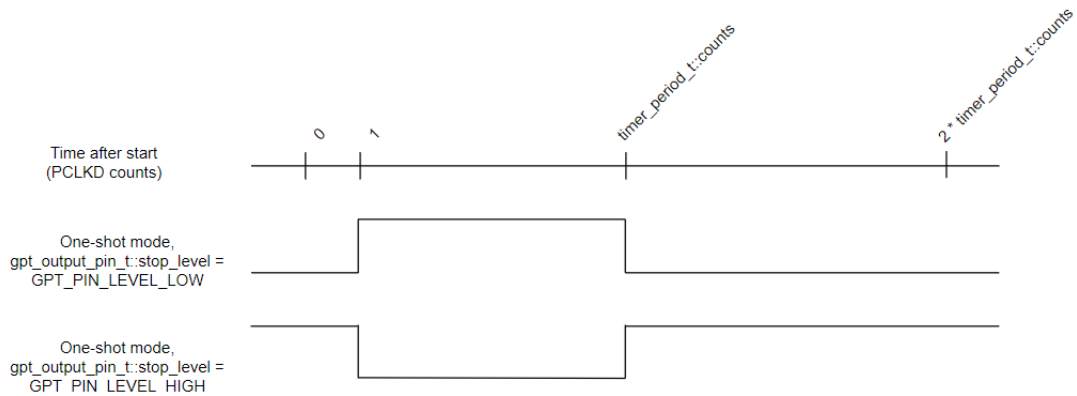 timer_period_t::counts
2 * timer_period_t::counts
0
1
Time after start
(PCLKD counts)
One-shot mode,
gpt_output_pin_t::stop_level =
GPT_PIN_LEVEL_LOW
One-shot mode,
gpt_output_pin_t::stop_level =
GPT_PIN_LEVEL_HIGH